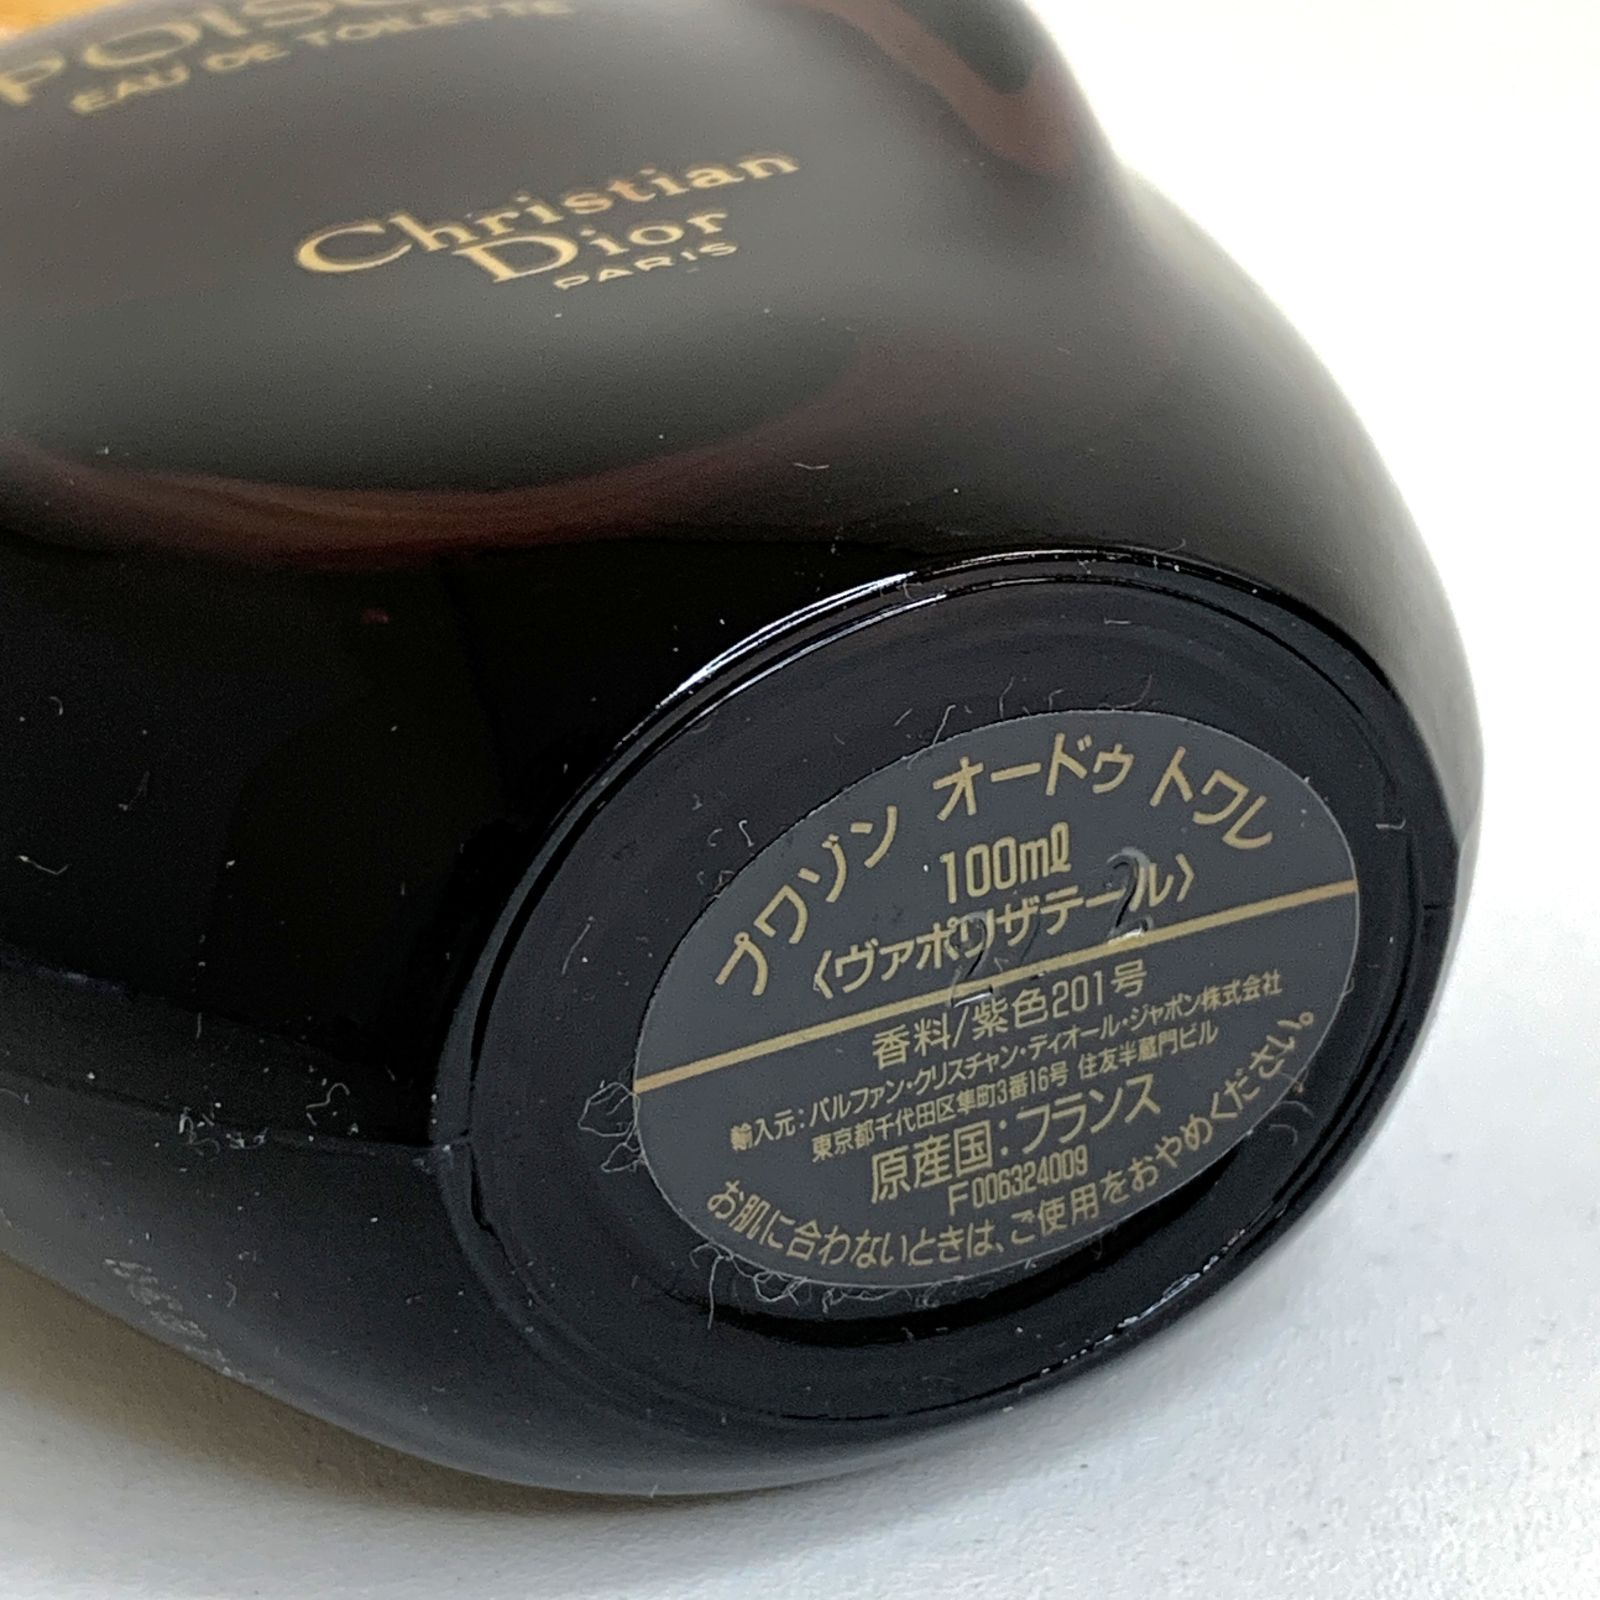 EAU DE TOILETTE
Christian
Dior
PARIS
プワゾン オードゥ トワレ
100mℓ
〈ヴァポリザテール〉
香料/紫色201号
輸入元:パルファン・クリスチャン・ディオール・ジャポン株式会社
東京都千代田区隼町3番16号 住友半蔵門ビル
原産国:フランス
F006324009
お肌に合わないときは、ご使用をおやめください。